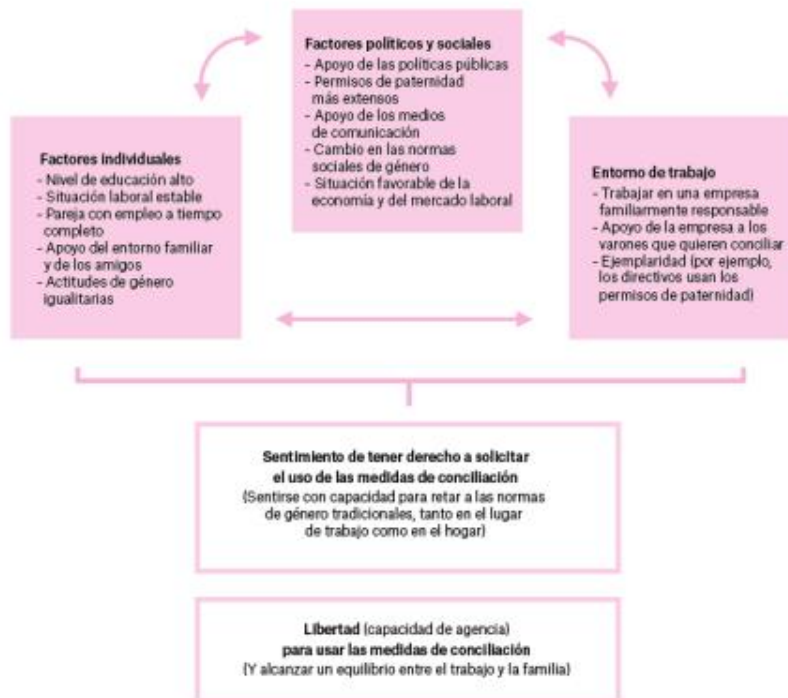 Factores políticos y sociales
- Apoyo de las políticas públicas
- Permisos de paternidad
más extensos
- Apoyo de los medios
de comunicación
- Cambio en las normas
sociales de género
- Situación favorable de la
economía y del mercado laboral
Factores individuales
- Nivel de educación alto
- Situación laboral estable
- Pareja con empleo a tiempo
completo
- Apoyo del entorno familiar
y de los amigos
- Actitudes de género
igualitarias
Entorno de trabajo
- Trabajar en una empresa
familiarmente responsable
- Apoyo de la empresa a los
varones que quieren conciliar
- Ejemplaridad (por ejemplo,
los directivos usan los
permisos de paternidad)
Sentimiento de tener derecho a solicitar
el uso de las medidas de conciliación
(Sentirse con capacidad para retar a las normas
de género tradicionales, tanto en el lugar
de trabajo como en el hogar)
Libertad (capacidad de agencia)
para usar las medidas de conciliación
(Y alcanzar un equilibrio entre el trabajo y la familia)